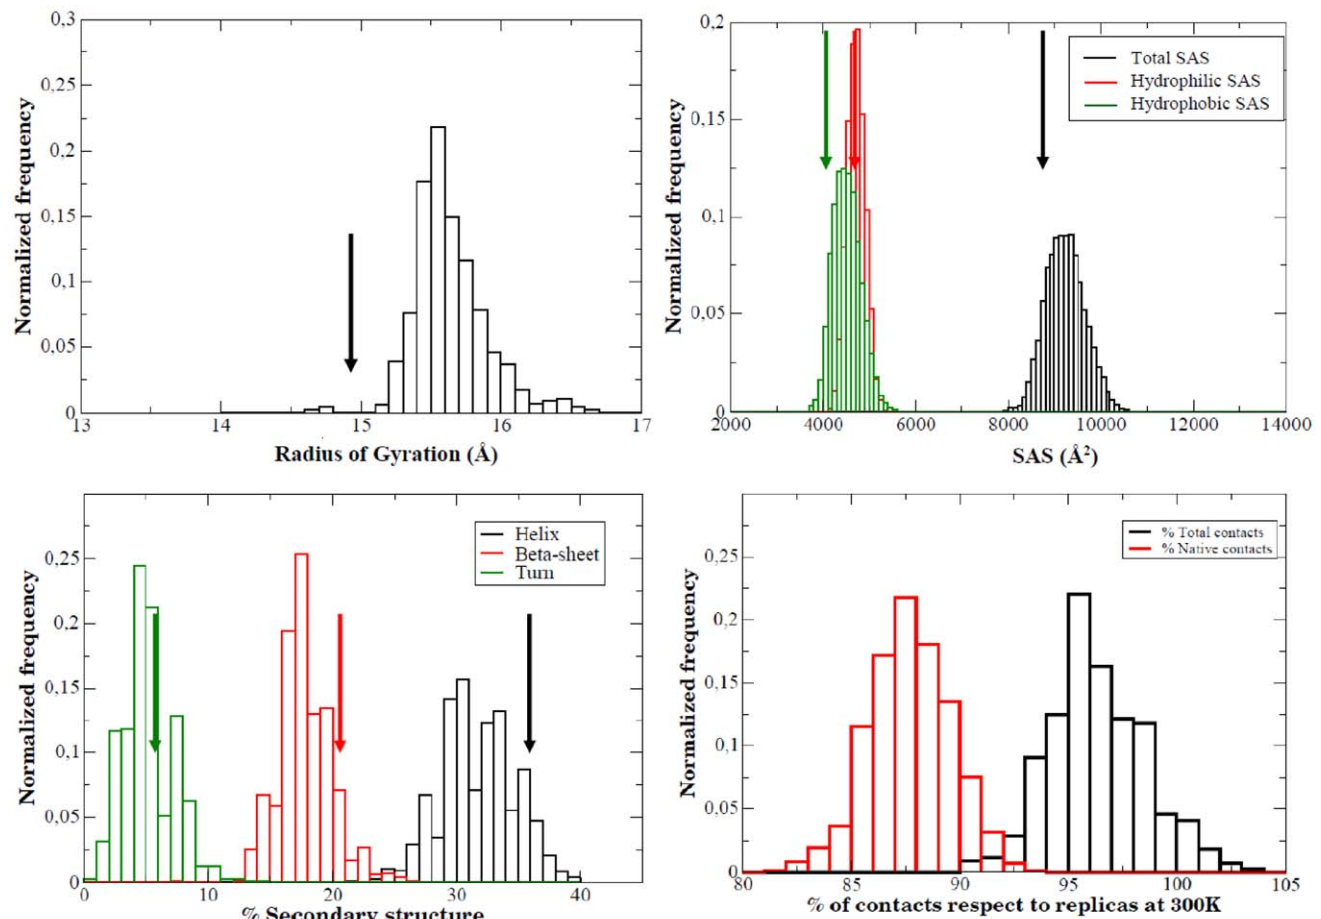 0,3
0,25
0,2
0,15
0,1
0,05
0
13
14
15
16
17
Normalized frequency
Radius of Gyration (Å)
0,2
0,15
0,1
0,05
0
2000
4000
6000
8000
10000
12000
14000
Normalized frequency
SAS (Å²)
Total SAS
Hydrophilic SAS
Hydrophobic SAS
0,25
0,2
0,15
0,1
0,05
0
0
10
20
30
40
Normalized frequency
% Secondary structure
Helix
Beta-sheet
Turn
0,25
0,2
0,15
0,1
0,05
0
80
85
90
95
100
105
Normalized frequency
% of contacts respect to replicas at 300K
% Total contacts
% Native contacts